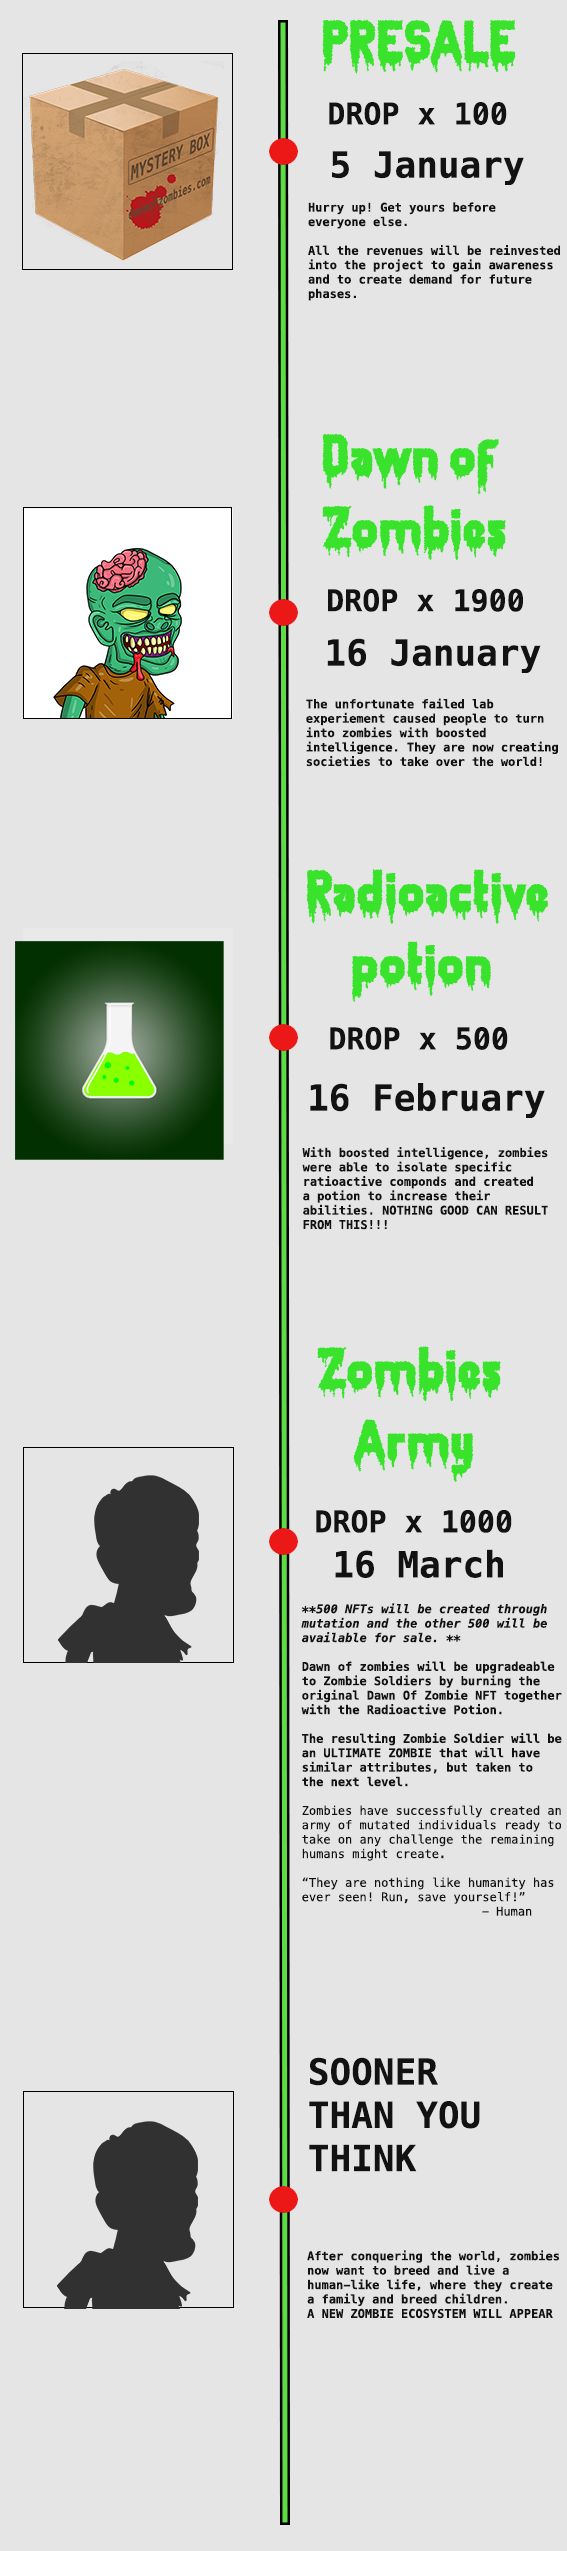 PRESALE
DROP x 100
5 January
MYSTERY BOX
Hurry up! Get yours before
everyone else.
All the revenues will be reinvested
into the project to gain awareness
and to create demand for future
phases.
Dawn of
Zombies
DROP x 1900
16 January
The unfortunate failed lab
experiement caused people to turn
into zombies with boosted
intelligence. They are now creating
societies to take over the world!
Radioactive
potion
DROP x 500
16 February
With boosted intelligence, zombies
were able to isolate specific
ratioactive componds and created
a potion to increase their
abilities. NOTHING GOOD CAN RESULT
FROM THIS!!!
Zombies
Army
DROP x 1000
16 March
**500 NFTs will be created through
mutation and the other 500 will be
available for sale. **
Dawn of zombies will be upgradeable
to Zombie Soldiers by burning the
original Dawn Of Zombie NFT together
with the Radioactive Potion.
The resulting Zombie Soldier will be
an ULTIMATE ZOMBIE that will have
similar attributes, but taken to
the next level.
Zombies have successfully created an
army of mutated individuals ready to
take on any challenge the remaining
humans might create.
“They are nothing like humanity has
ever seen! Run, save yourself!”
— Human
SOONER
THAN YOU
THINK
After conquering the world, zombies
now want to breed and live a
human—like life, where they create
a family and breed children.
A NEW ZOMBIE ECOSYSTEM WILL APPEAR